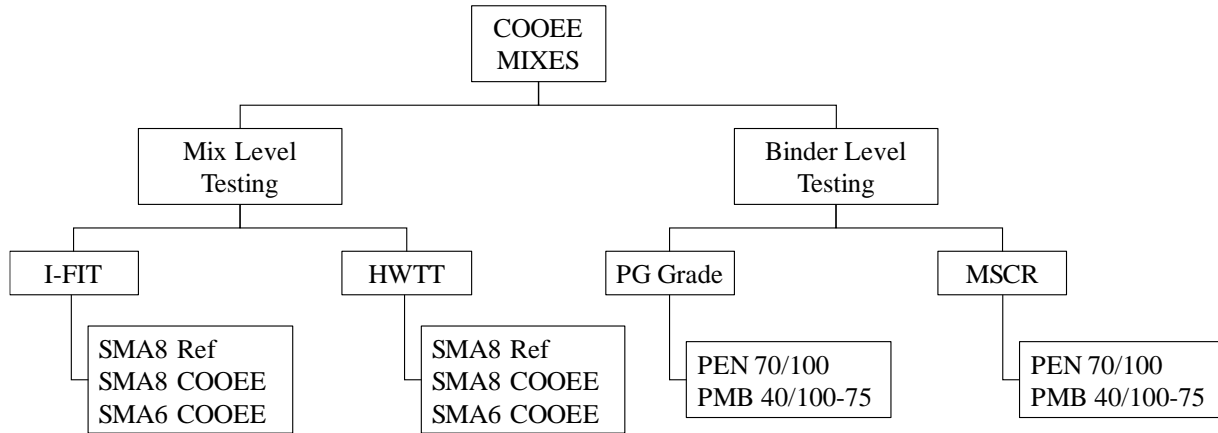 COOEE
MIXES
Mix Level
Testing
Binder Level
Testing
I-FIT
HWTT
PG Grade
MSCR
SMA8 Ref
SMA8 COOEE
SMA6 COOEE
SMA8 Ref
SMA8 COOEE
SMA6 COOEE
PEN 70/100
PMB 40/100-75
PEN 70/100
PMB 40/100-75